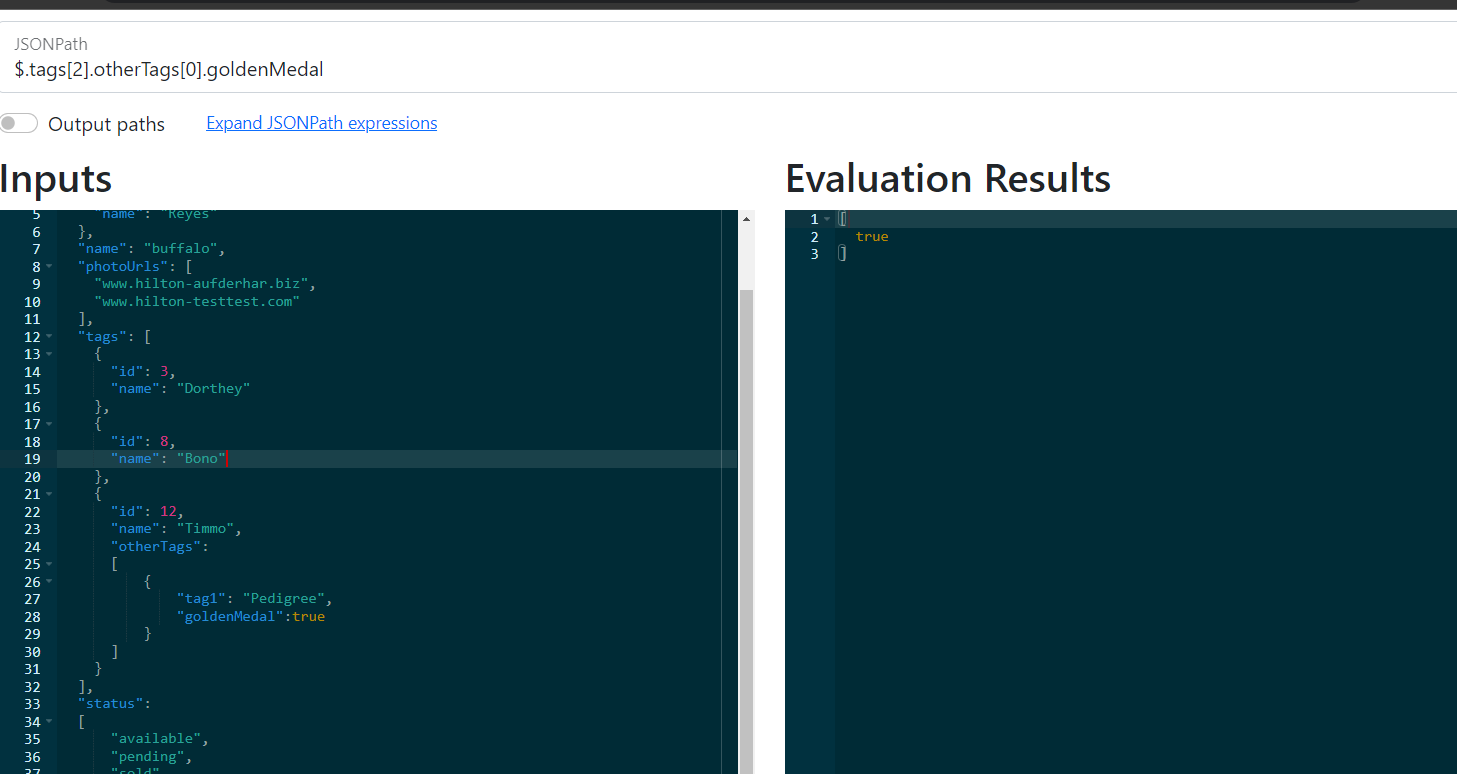 JSONPath
$.tags[2].otherTags[0].goldenMedal
Output paths Expand JSONPath expressions
Inputs
5 "name": "Reyes"
6 },
7 "name": "buffalo",
8 "photoUrls": [
9 "www.hilton-aufderhar.biz",
10 "www.hilton-testtest.com"
11 ],
12 "tags": [
13 {
14 "id": 3,
15 "name": "Dorthey"
16 },
17 {
18 "id": 8,
19 "name": "Bono"
20 },
21 {
22 "id": 12,
23 "name": "Timmo",
24 "otherTags":
25 [
26 {
27 "tag1": "Pedigree",
28 "goldenMedal":true
29 }
30 ]
31 }
32 ],
33 "status":
34 [
35 "available",
36 "pending",
37 "sold"
Evaluation Results
1 [
2 true
3 ]